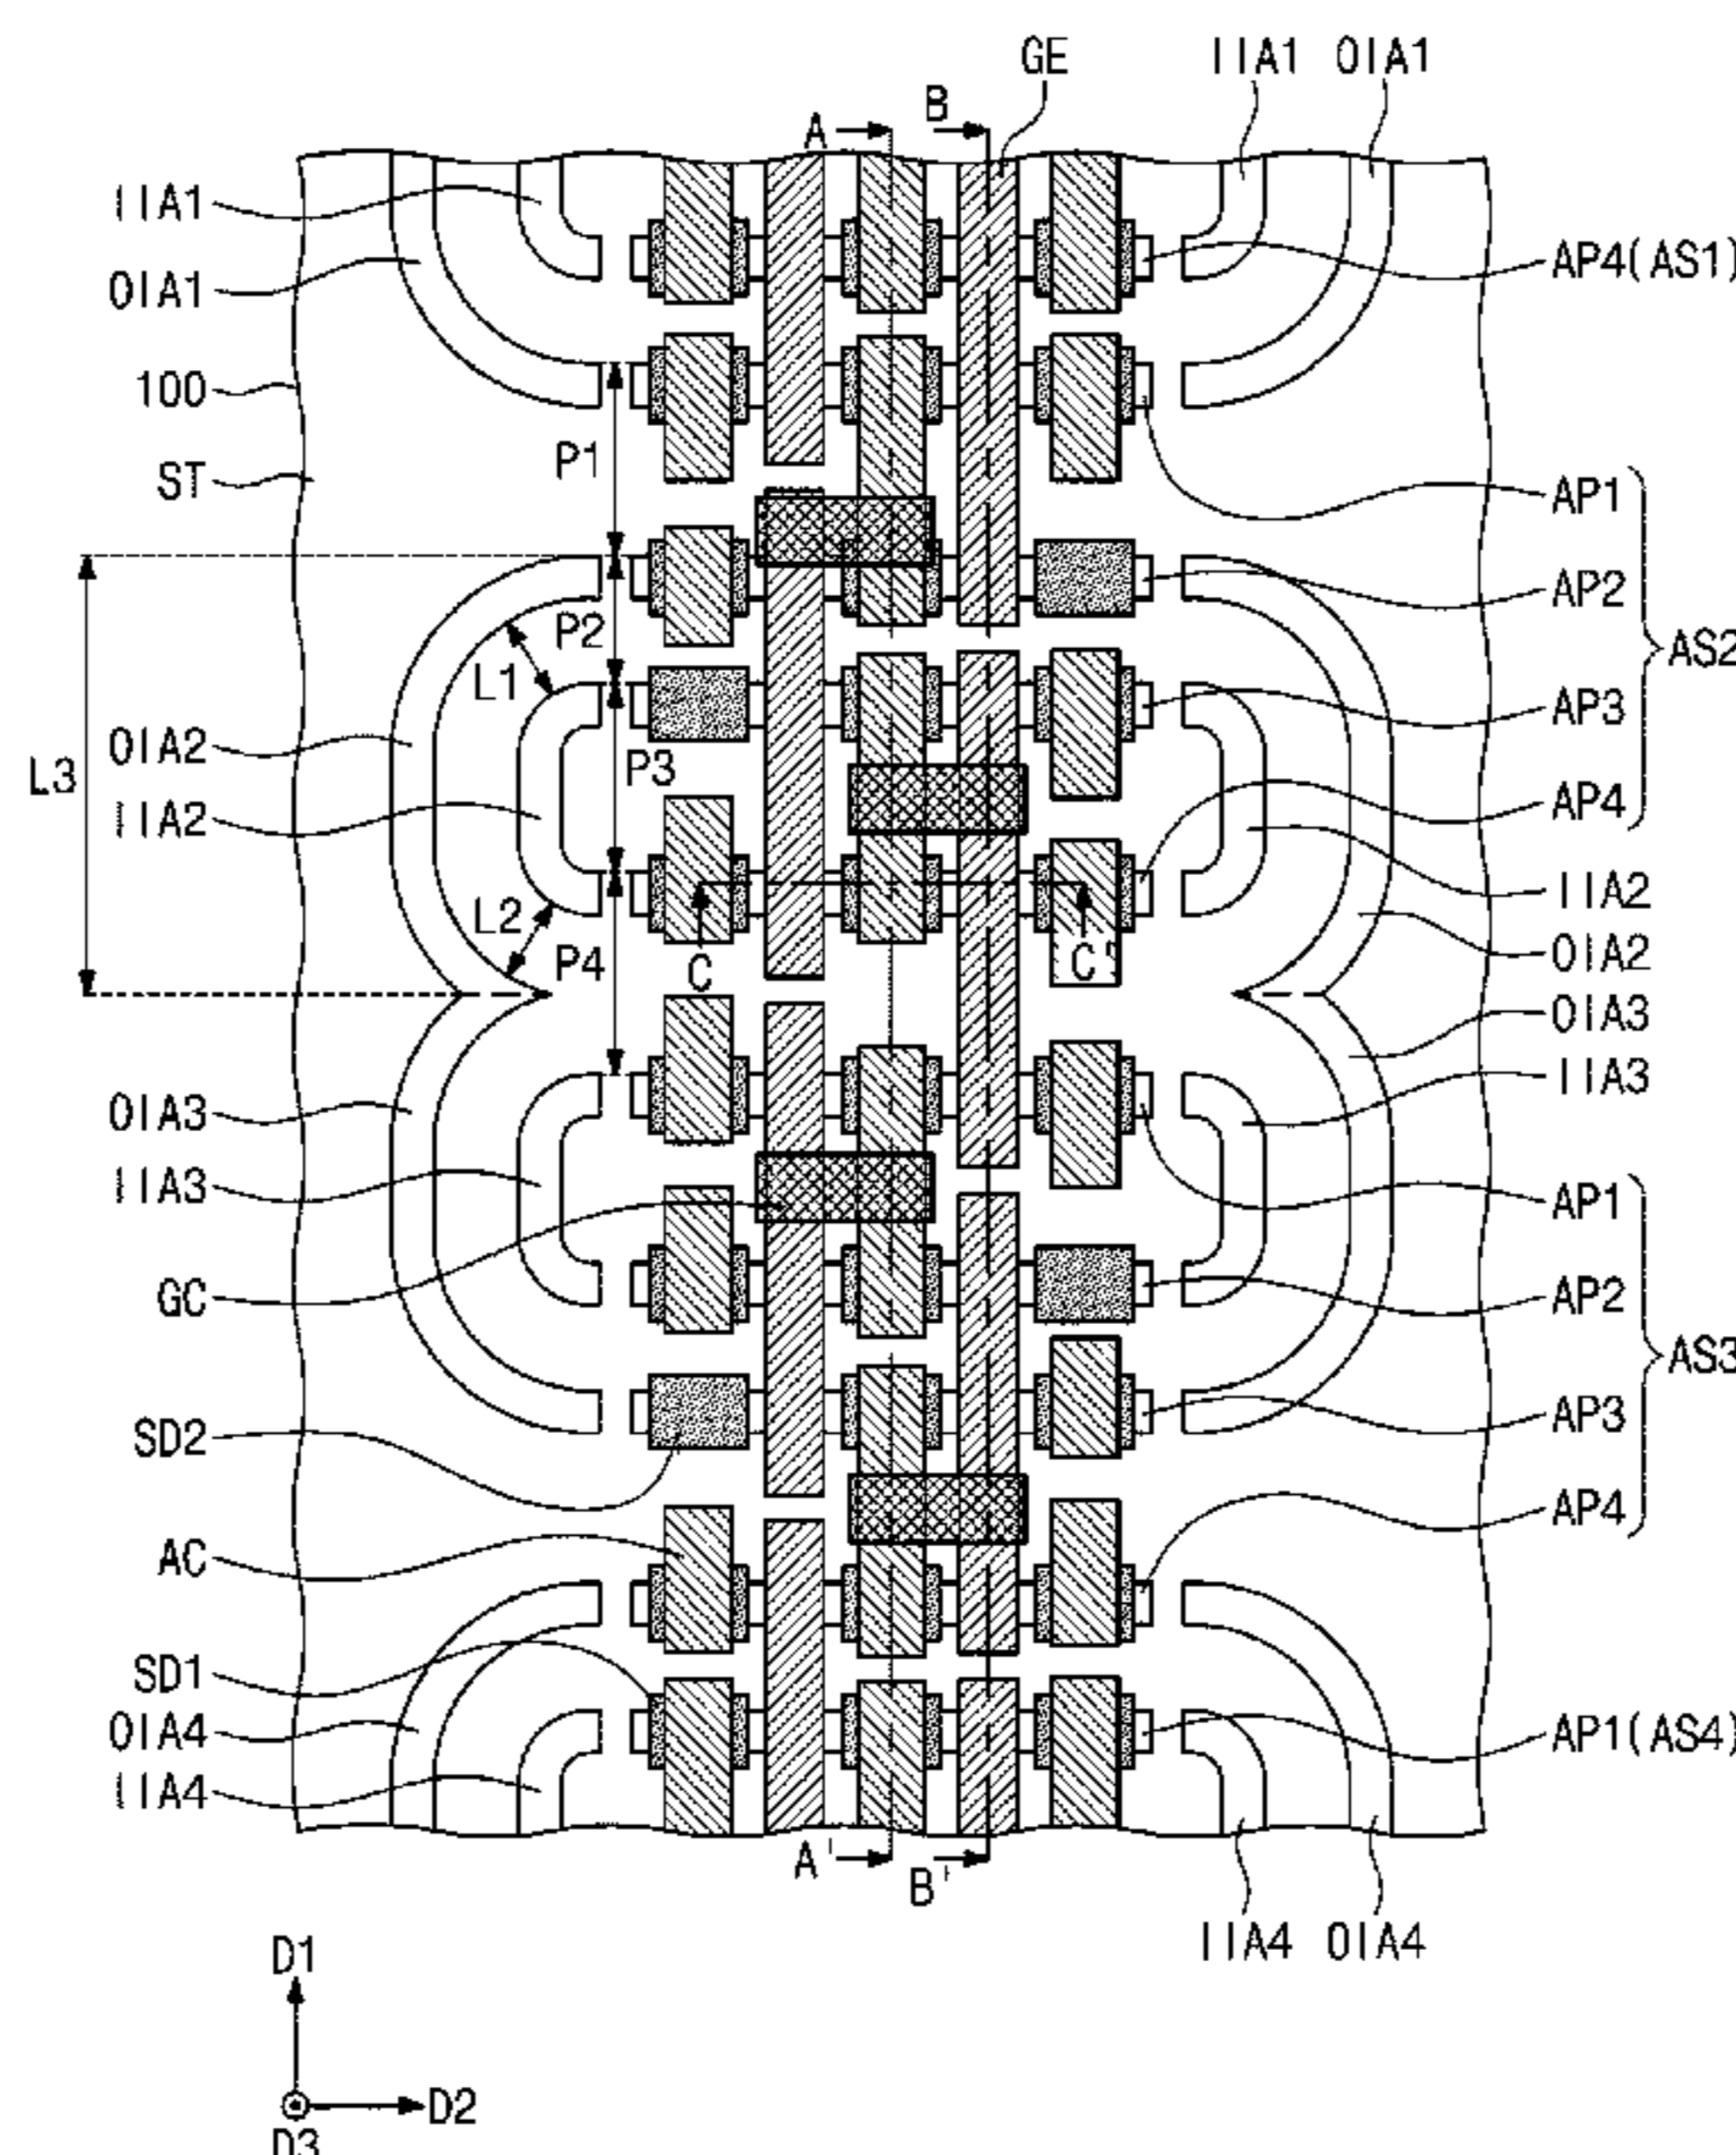 GE IIA1 OIA1
A B
IIA1
OIA1 AP4(AS1)
100
P1
ST AP1
AP2
P2
L1 AS2
AP3
OIA2
L3 P3
IIA2 AP4
IIA2
L2
P4 OIA2
C C'
OIA3
IIA3
OIA3
IIA3 AP1
GC AP2
AS3
SD2 AP3
AP4
AC
SD1
OIA4 AP1(AS4)
IIA4
A' B'
IIA4 OIA4
D1
D2
D3